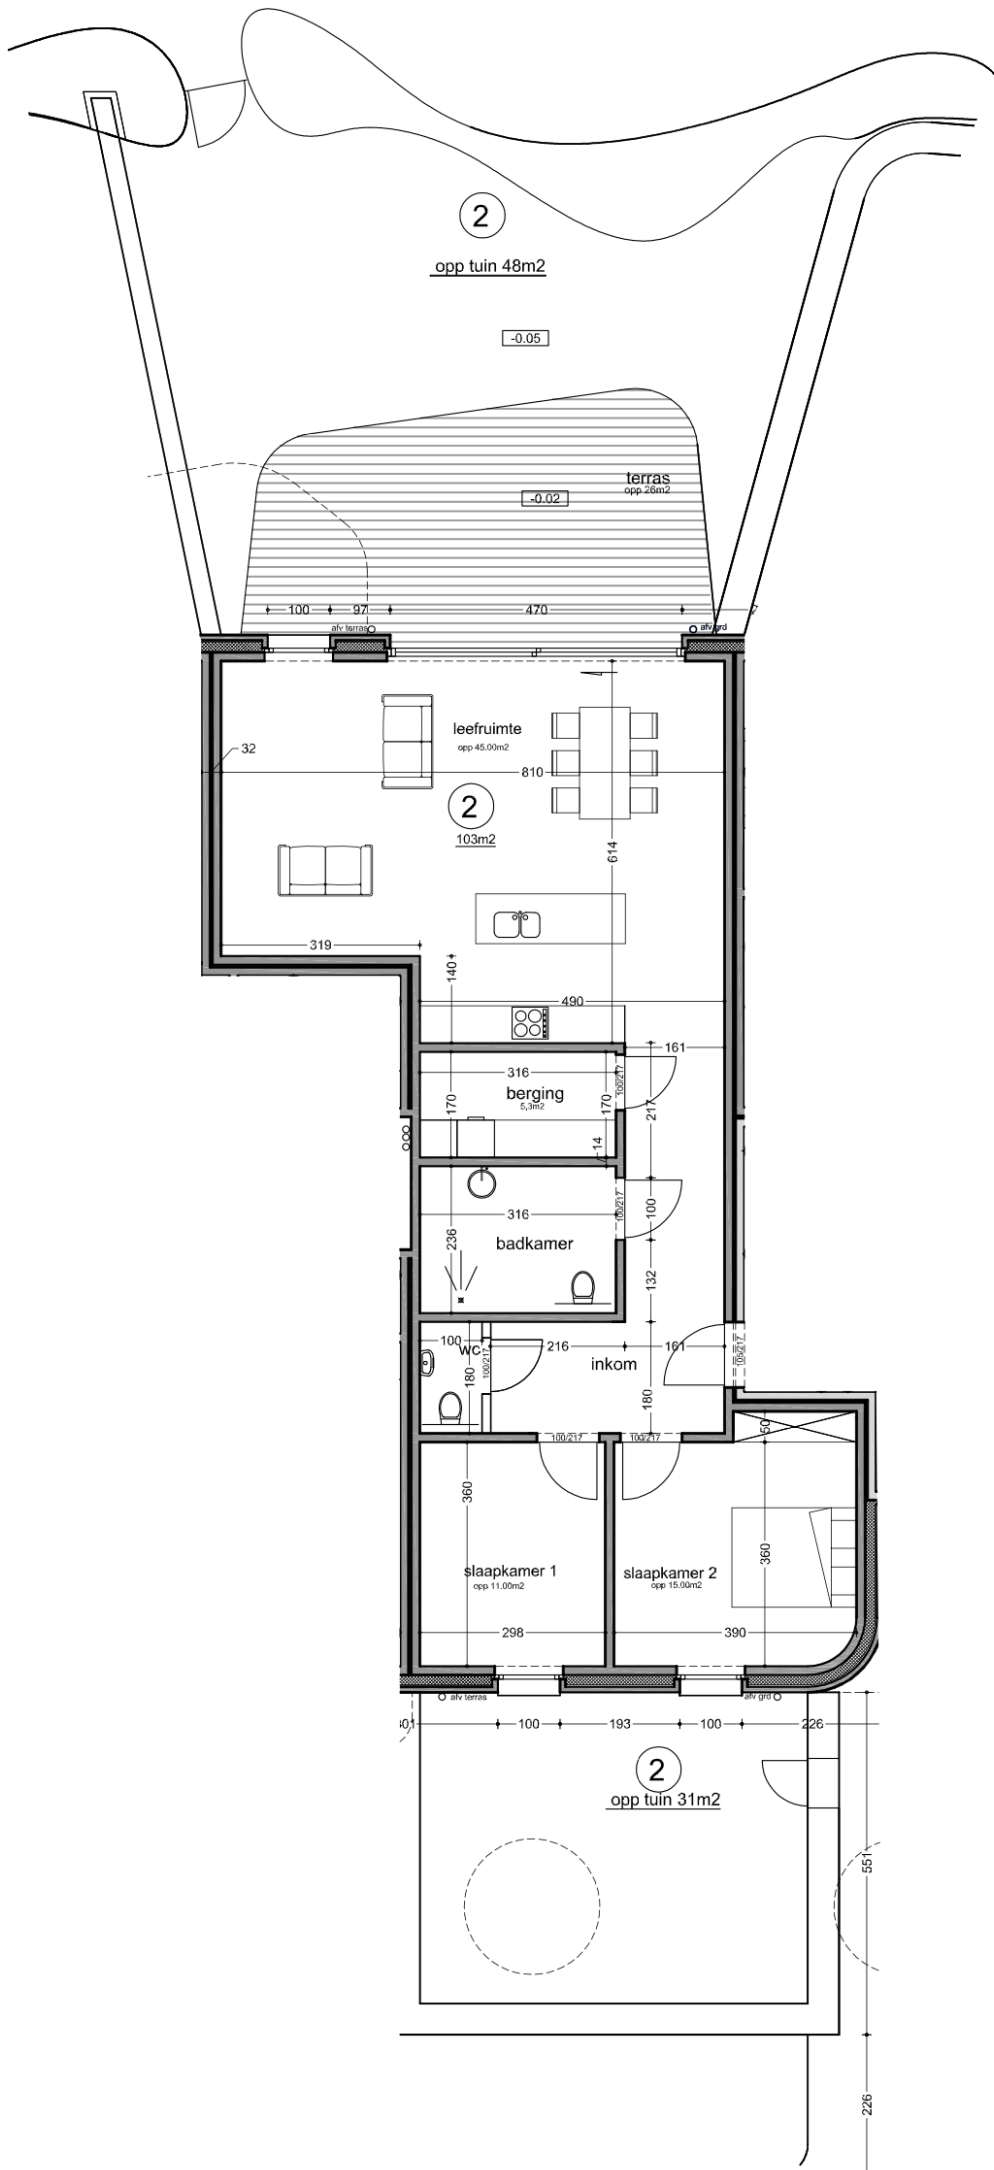 2
opp tuin 48m2
-0.05
terras
opp 26m2
-0.02
100
97
470
afv terras
afv grd
leefruimte
opp 45.00m2
32
810
2
103m2
614
319
140
490
161
316
100/217
berging
5,3m2
170
170
217
14
316
100/217
100
236
badkamer
132
100
WC
216
161
100/217
inkom
105/217
180
180
100/217
100/217
50
360
360
slaapkamer 1
opp 11.00m2
slaapkamer 2
opp 15.00m2
298
390
afv terras
afv grd
100
193
100
226
2
opp tuin 31m2
551
226